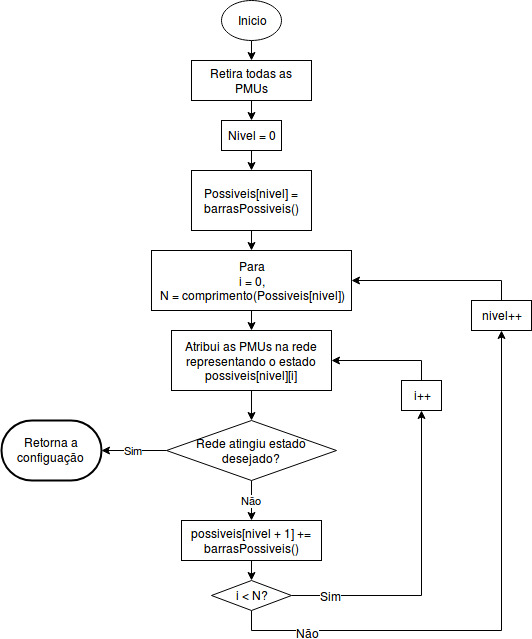 Inicio
Retira todas as
PMUs
Nivel = 0
Possiveis[nivel] =
barrasPossiveis()
Para
i = 0,
N = comprimento(Possiveis[nivel])
nivel++
Atribui as PMUs na rede
representando o estado
possiveis[nivel][i]
i++
Rede atingiu estado
desejado?
Sim
Retorna a
configuação
Não
possiveis[nivel + 1] +=
barrasPossiveis()
i < N?
Sim
Não